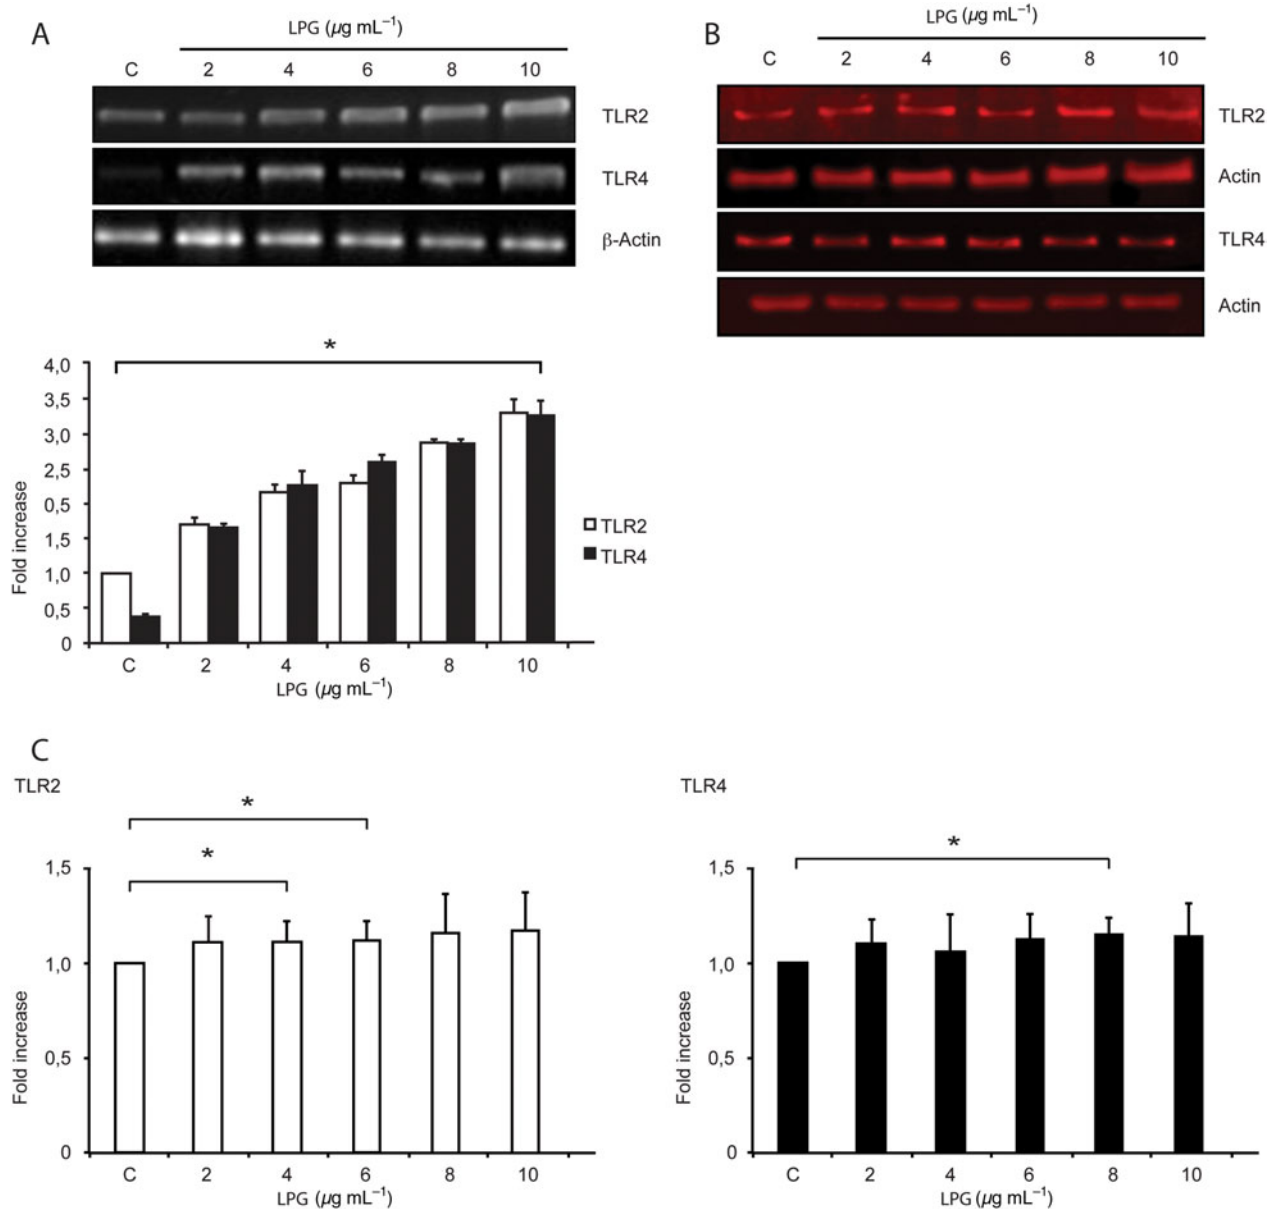 A
LPG (µg mL⁻¹)
C 2 4 6 8 10
TLR2
TLR4
β-Actin
B
LPG (µg mL⁻¹)
C 2 4 6 8 10
TLR2
Actin
TLR4
Actin
*
4,0
3,5
3,0
2,5
0,5
1,5
1,0
0,5
0
Fold increase
C 2 4 6 8 10
LPG (µg mL⁻¹)
TLR2
TLR4
C
TLR2
*
*
1,5
1,0
0,5
0
Fold increase
C 2 4 6 8 10
LPG (µg mL⁻¹)
TLR4
*
1,5
1,0
0,5
0
Fold increase
C 2 4 6 8 10
LPG (µg mL⁻¹)